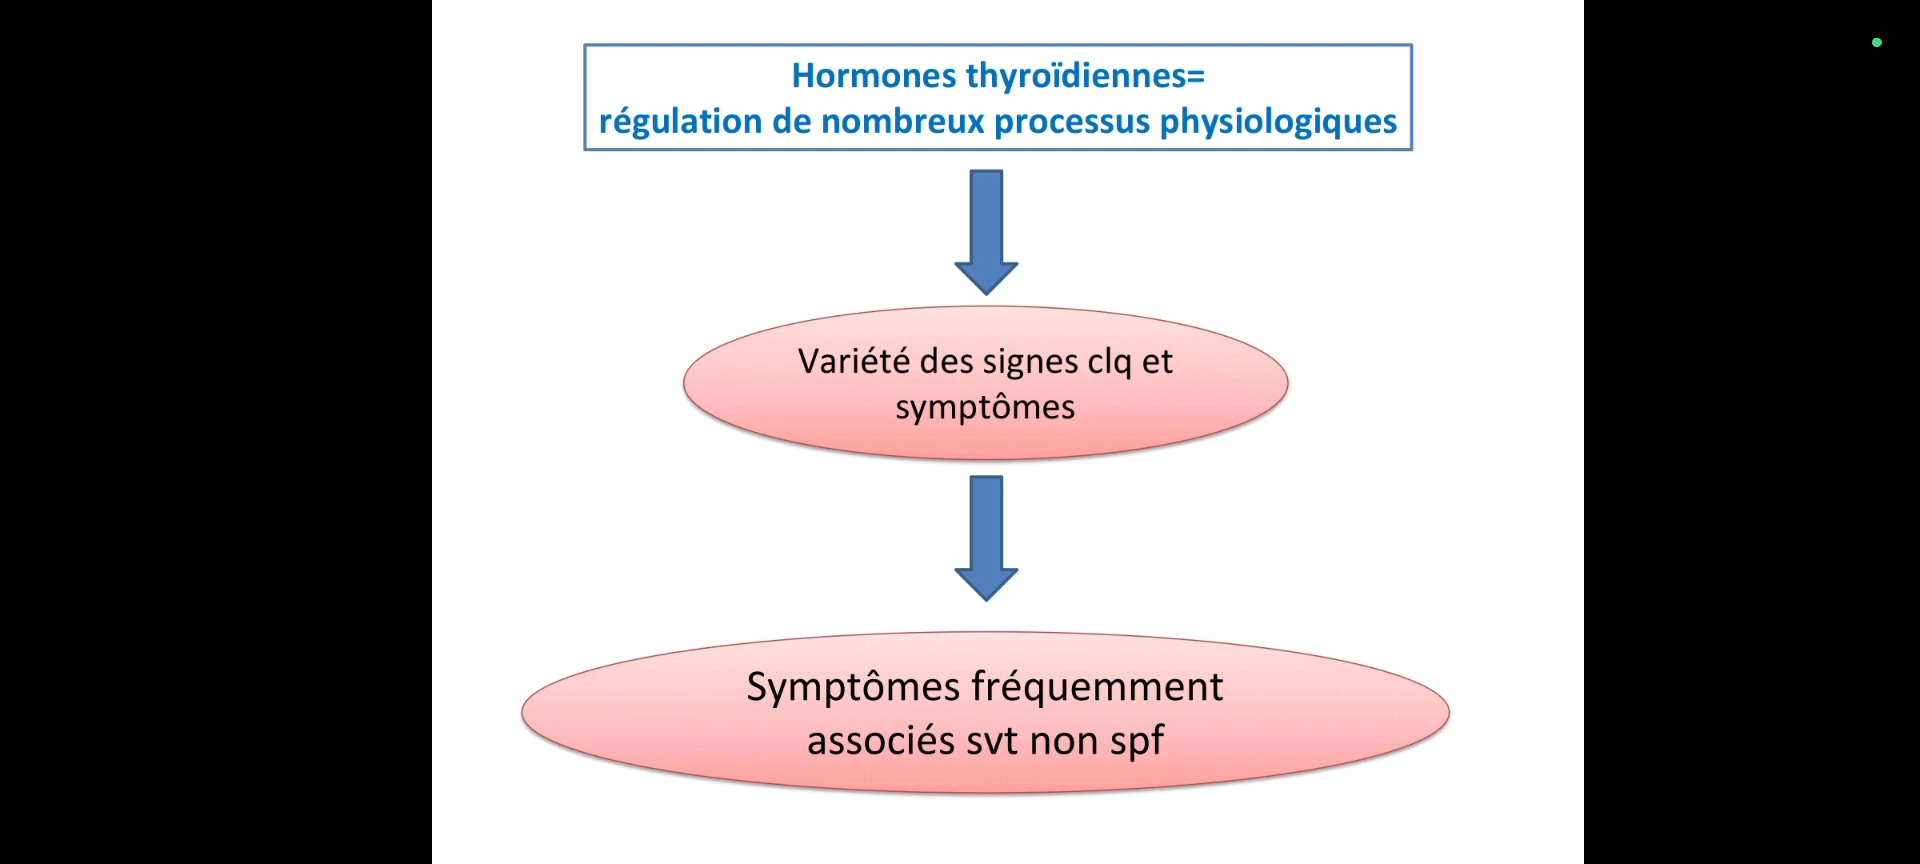 Hormones thyroïdiennes=
régulation de nombreux processus physiologiques
Variété des signes clq et
symptômes
Symptômes fréquemment
associés svt non spf